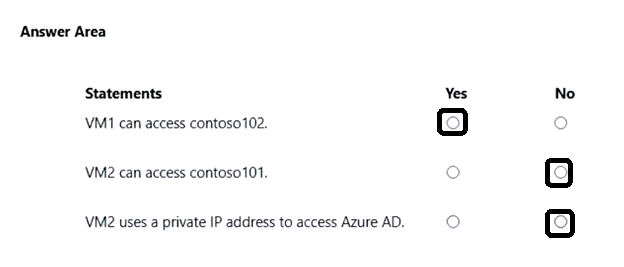 Answer Area
Statements Yes No
VM1 can access contoso102.
VM2 can access contoso101.
VM2 uses a private IP address to access Azure AD.